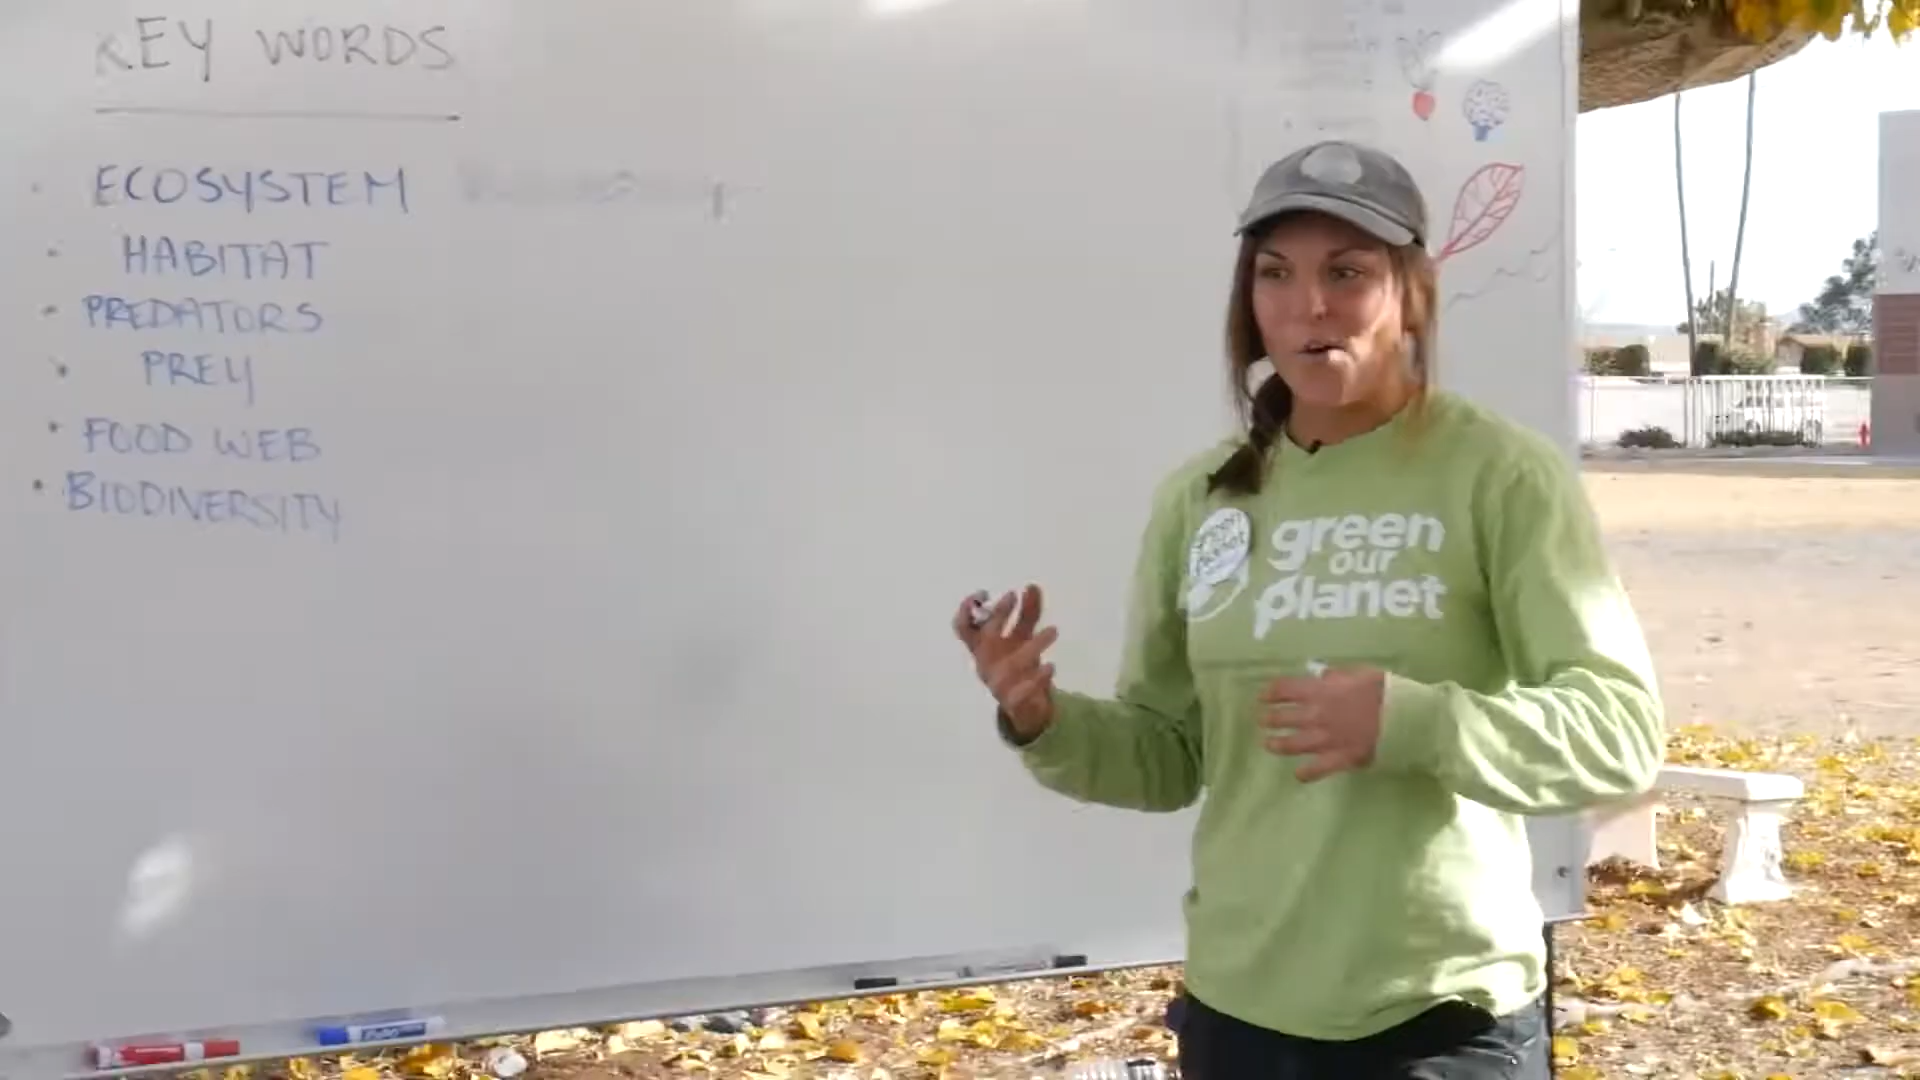 KEY WORDS
ECOSYSTEM
HABITAT
PREDATORS
PREY
FOOD WEB
BIODIVERSITY
green
our
planet